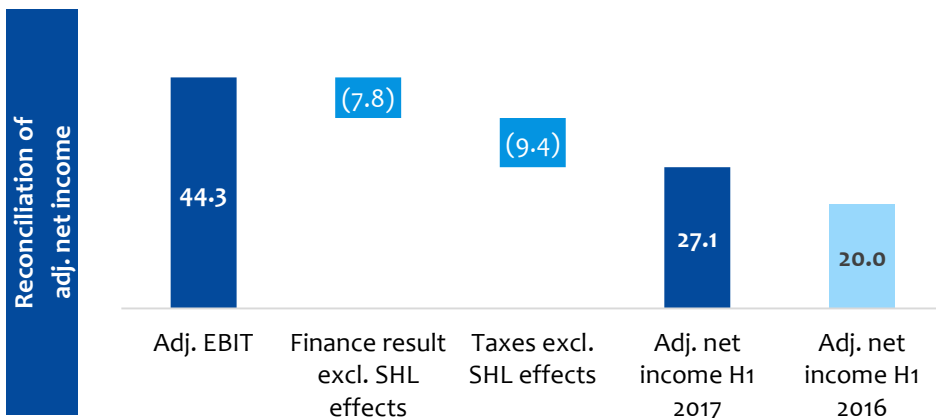 Reconciliation of
adj. net income
44.3
(7.8)
(9.4)
27.1
20.0
Adj. EBIT
Finance result
excl. SHL
effects
Taxes excl.
SHL effects
Adj. net
income H1
2017
Adj. net
income H1
2016